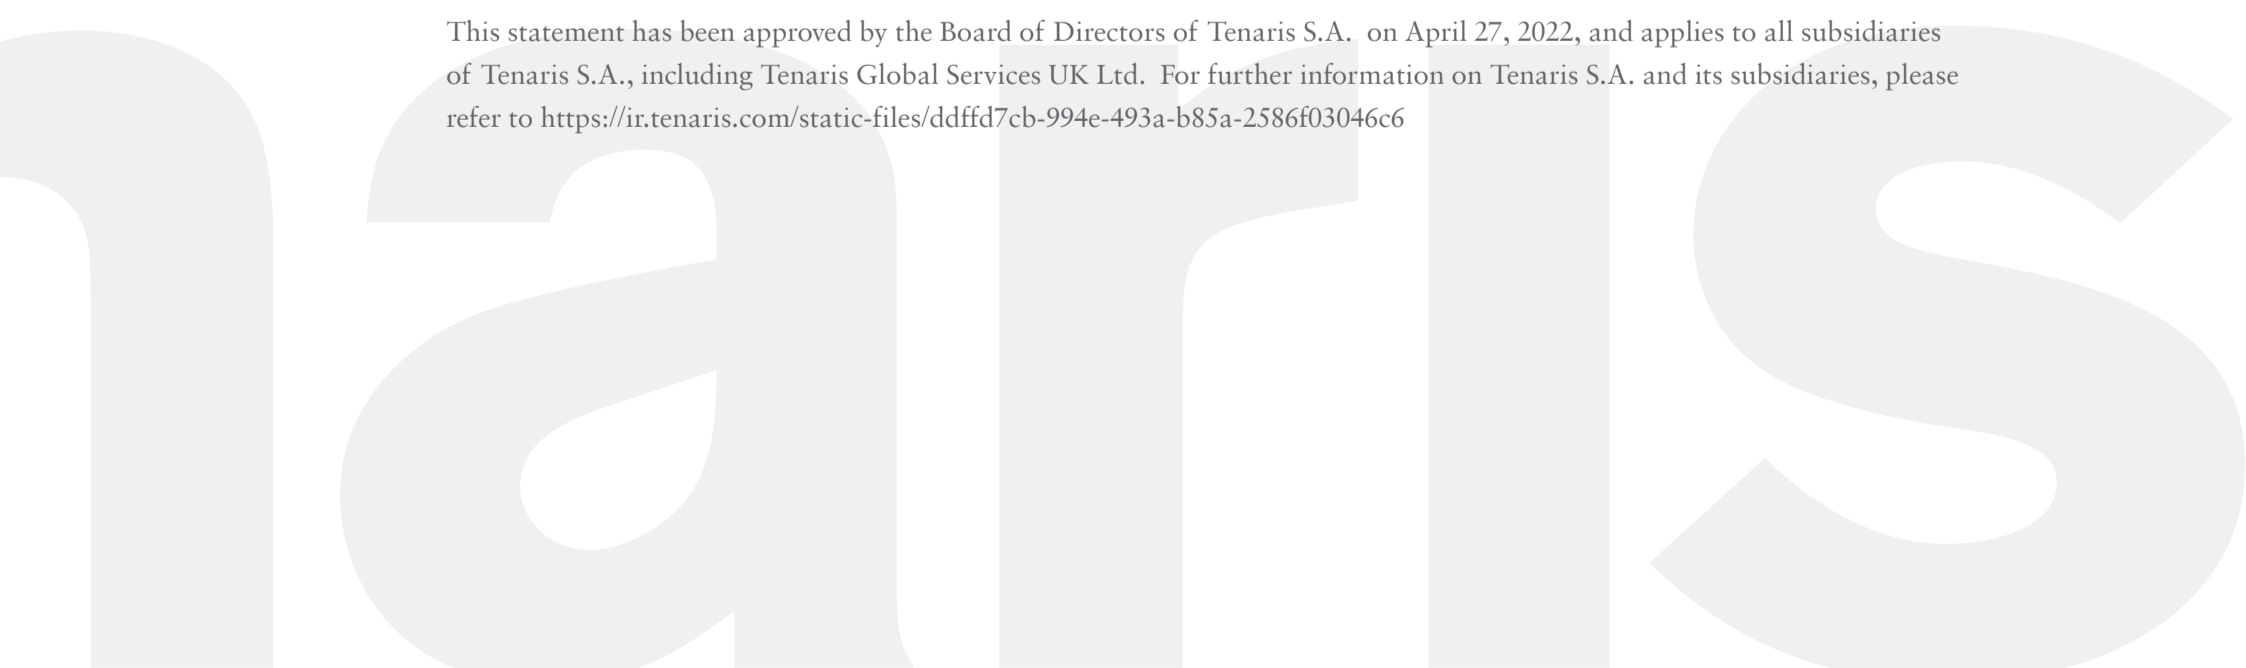 This statement has been approved by the Board of Directors of Tenaris S.A.  on April 27, 2022, and applies to all subsidiaries
of Tenaris S.A., including Tenaris Global Services UK Ltd.  For further information on Tenaris S.A. and its subsidiaries, please
refer to https://ir.tenaris.com/static-files/ddffd7cb-994e-493a-b85a-2586f03046c6
naris